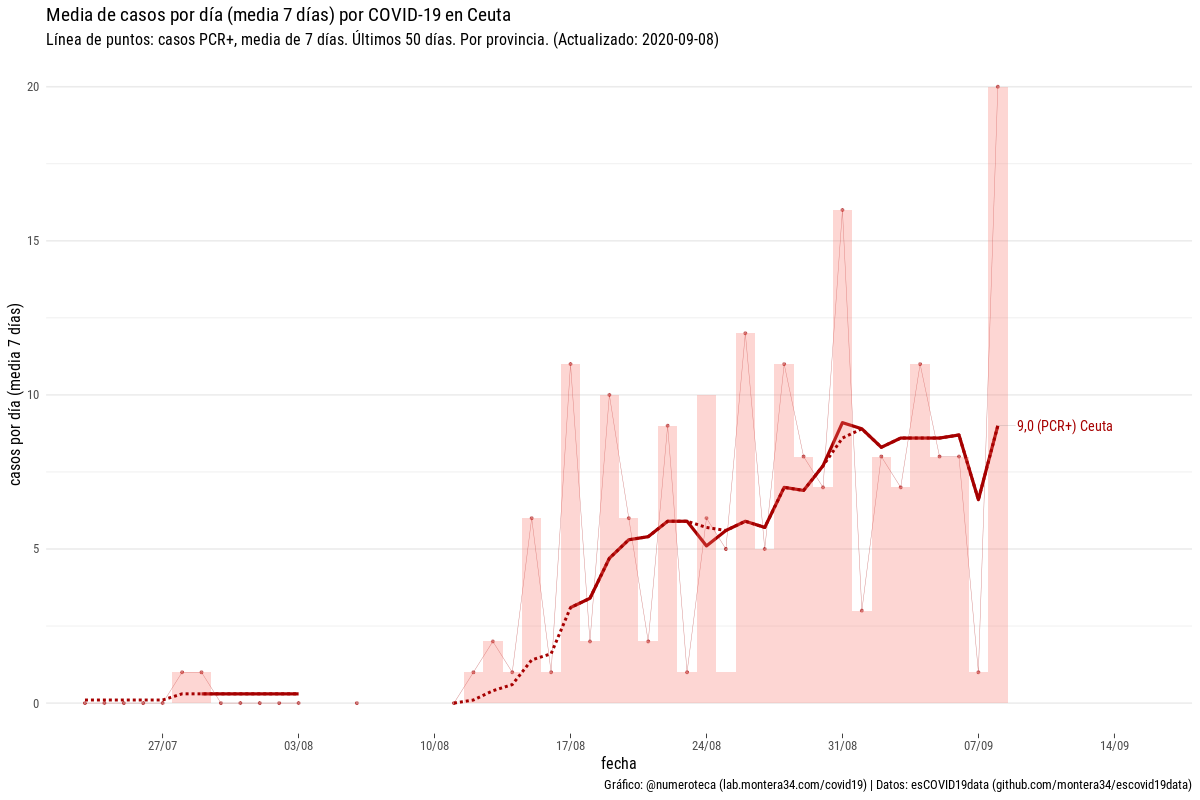 Media de casos por día (media 7 días) por COVID-19 en Ceuta
Línea de puntos: casos PCR+, media de 7 días. Últimos 50 días. Por provincia. (Actualizado: 2020-09-08)
casos por día (media 7 días)
20
15
10
5
0
9,0 (PCR+) Ceuta
27/07
03/08
10/08
17/08
24/08
31/08
07/09
14/09
fecha
Gráfico: @numeroteca (lab.montera34.com/covid19) | Datos: esCOVID19data (github.com/montera34/escovid19data)